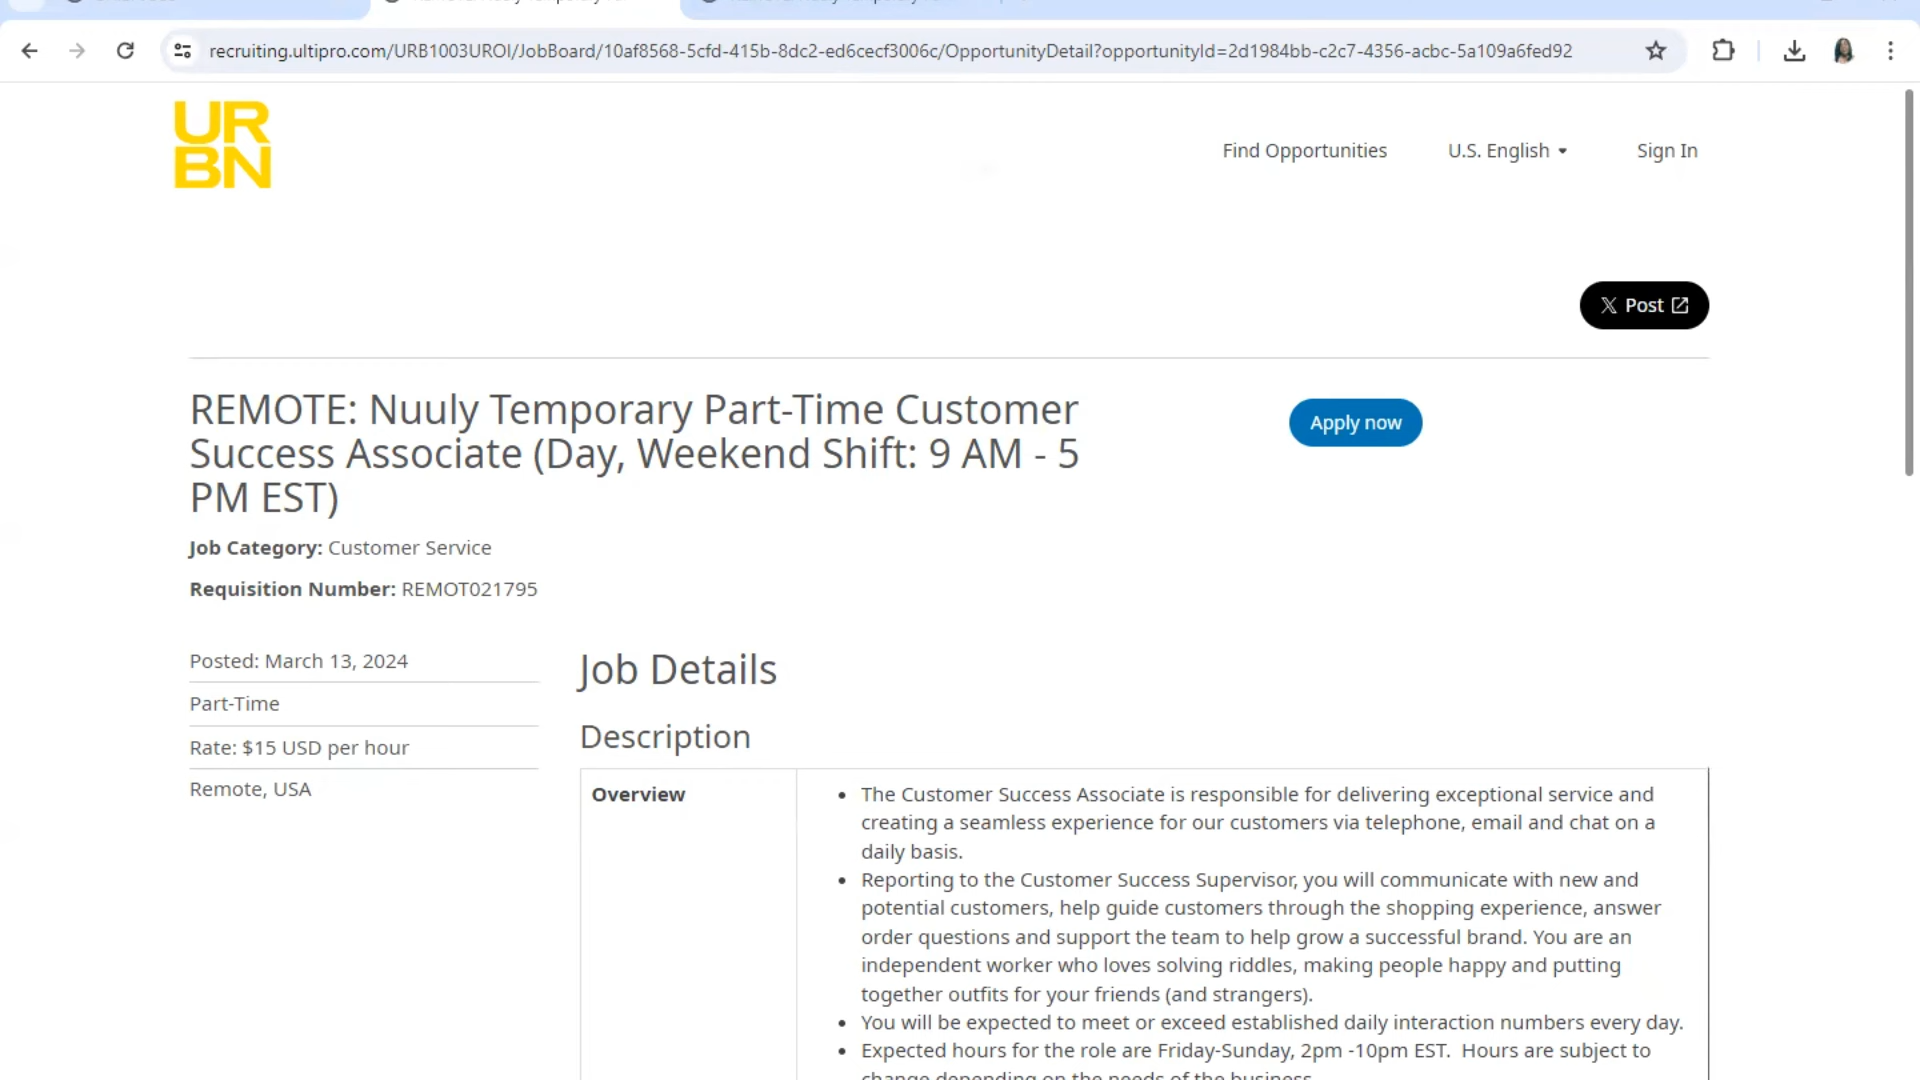 recruiting.ultipro.com/URB1003UROI/JobBoard/10af8568-5cfd-415b-8dc2-ed6cecf3006c/OpportunityDetail?opportunityId=2d1984bb-c2c7-4356-acbc-5a109a6fed92
UR
BN
Find Opportunities
U.S. English
Sign In
X Post
REMOTE: Nuuly Temporary Part-Time Customer
Success Associate (Day, Weekend Shift: 9 AM - 5
PM EST)
Apply now
Job Category: Customer Service
Requisition Number: REMOT021795
Posted: March 13, 2024
Part-Time
Rate: $15 USD per hour
Remote, USA
Job Details
Description
Overview
• The Customer Success Associate is responsible for delivering exceptional service and
creating a seamless experience for our customers via telephone, email and chat on a
daily basis.
• Reporting to the Customer Success Supervisor, you will communicate with new and
potential customers, help guide customers through the shopping experience, answer
order questions and support the team to help grow a successful brand. You are an
independent worker who loves solving riddles, making people happy and putting
together outfits for your friends (and strangers).
• You will be expected to meet or exceed established daily interaction numbers every day.
• Expected hours for the role are Friday-Sunday, 2pm -10pm EST. Hours are subject to
change depending on the needs of the business.